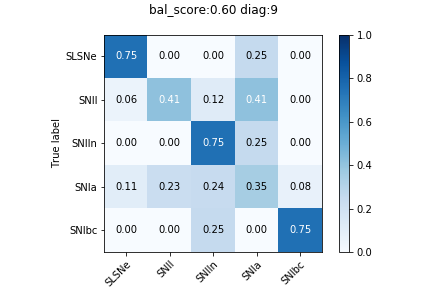 bal_score:0.60 diag:9
True label
SLSNe 0.75 0.00 0.00 0.25 0.00
SNII 0.06 0.41 0.12 0.41 0.00
SNIIn 0.00 0.00 0.75 0.25 0.00
SNIa 0.11 0.23 0.24 0.35 0.08
SNIbc 0.00 0.00 0.25 0.00 0.75
SLSNe SNII SNIIn SNIa SNIbc
1.0
0.8
0.6
0.4
0.2
0.0